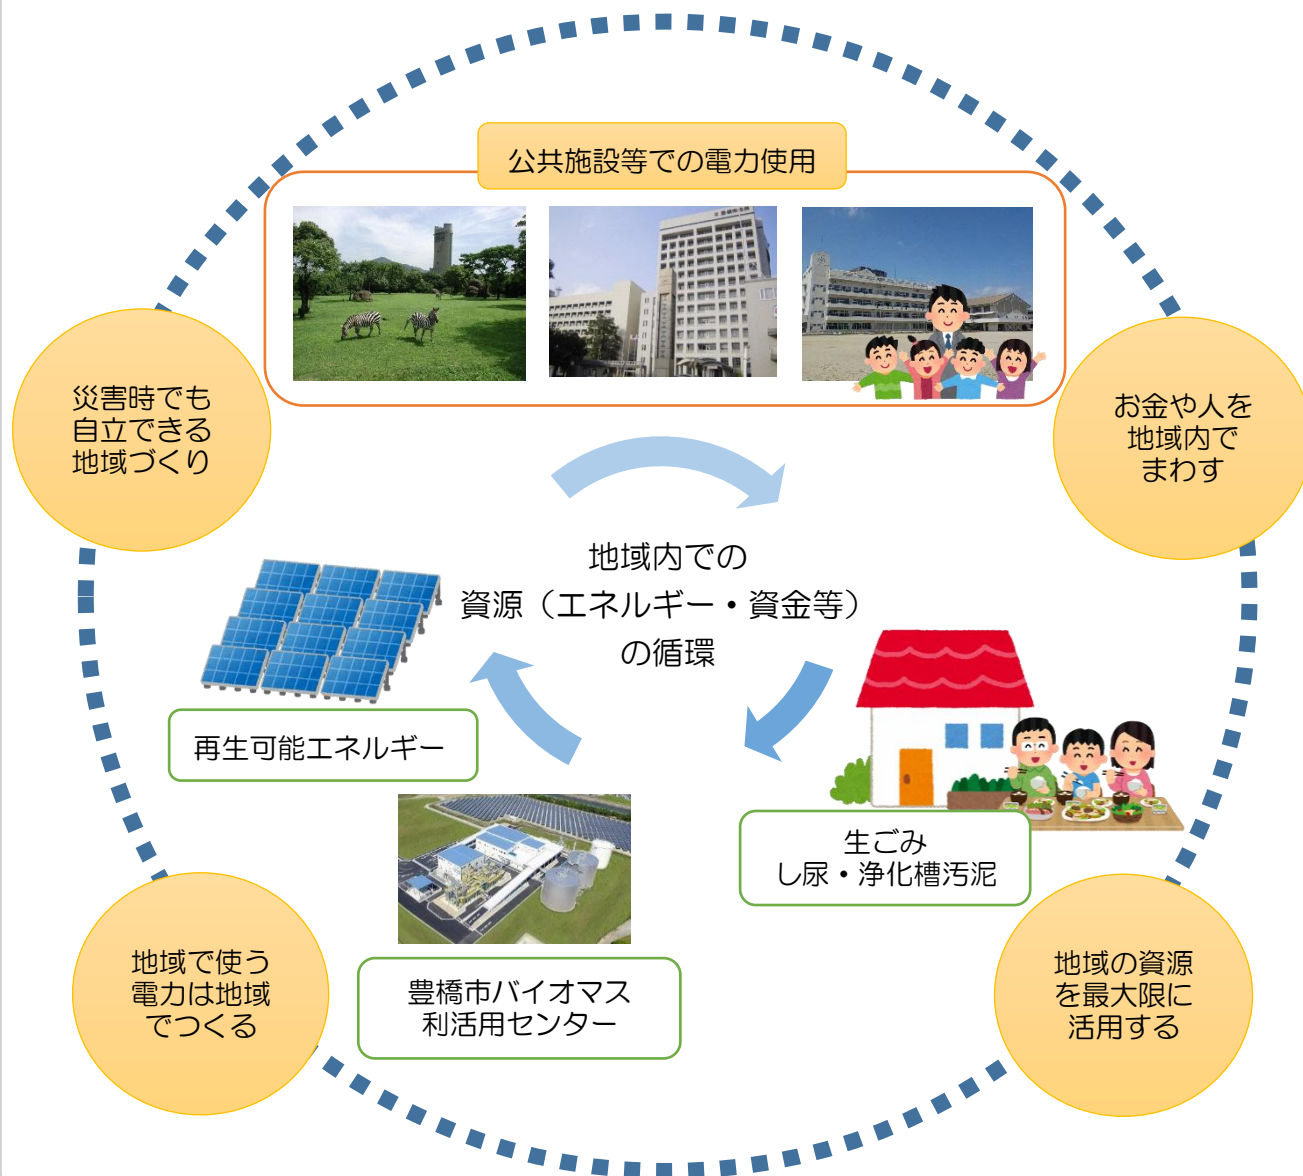 公共施設等での電力使用
災害時でも
自立できる
地域づくり
お金や人を
地域内で
まわす
地域内での
資源（エネルギー・資金等）
の循環
再生可能エネルギー
生ごみ
し尿・浄化槽汚泥
豊橋市バイオマス
利活用センター
地域で使う
電力は地域
でつくる
地域の資源
を最大限に
活用する